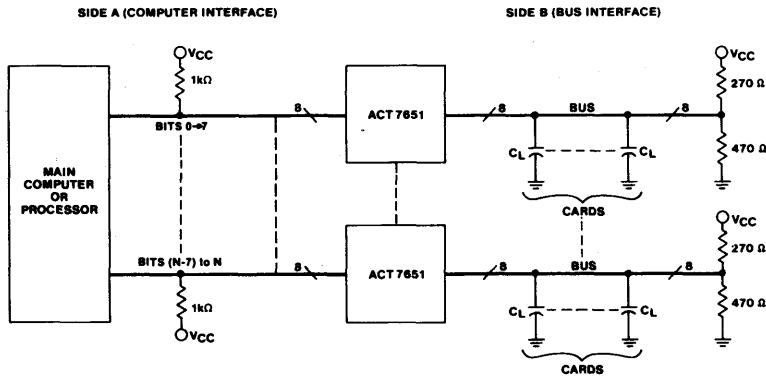 SIDE A (COMPUTER INTERFACE)
SIDE B (BUS INTERFACE)
VCC
1kΩ
8
BITS 0→7
ACT 7651
8
BUS
8
VCC
270 Ω
470 Ω
CL
CL
CARDS
MAIN
COMPUTER
OR
PROCESSOR
BITS (N-7) to N
8
1kΩ
VCC
ACT 7651
8
BUS
8
VCC
270 Ω
470 Ω
CL
CL
CARDS